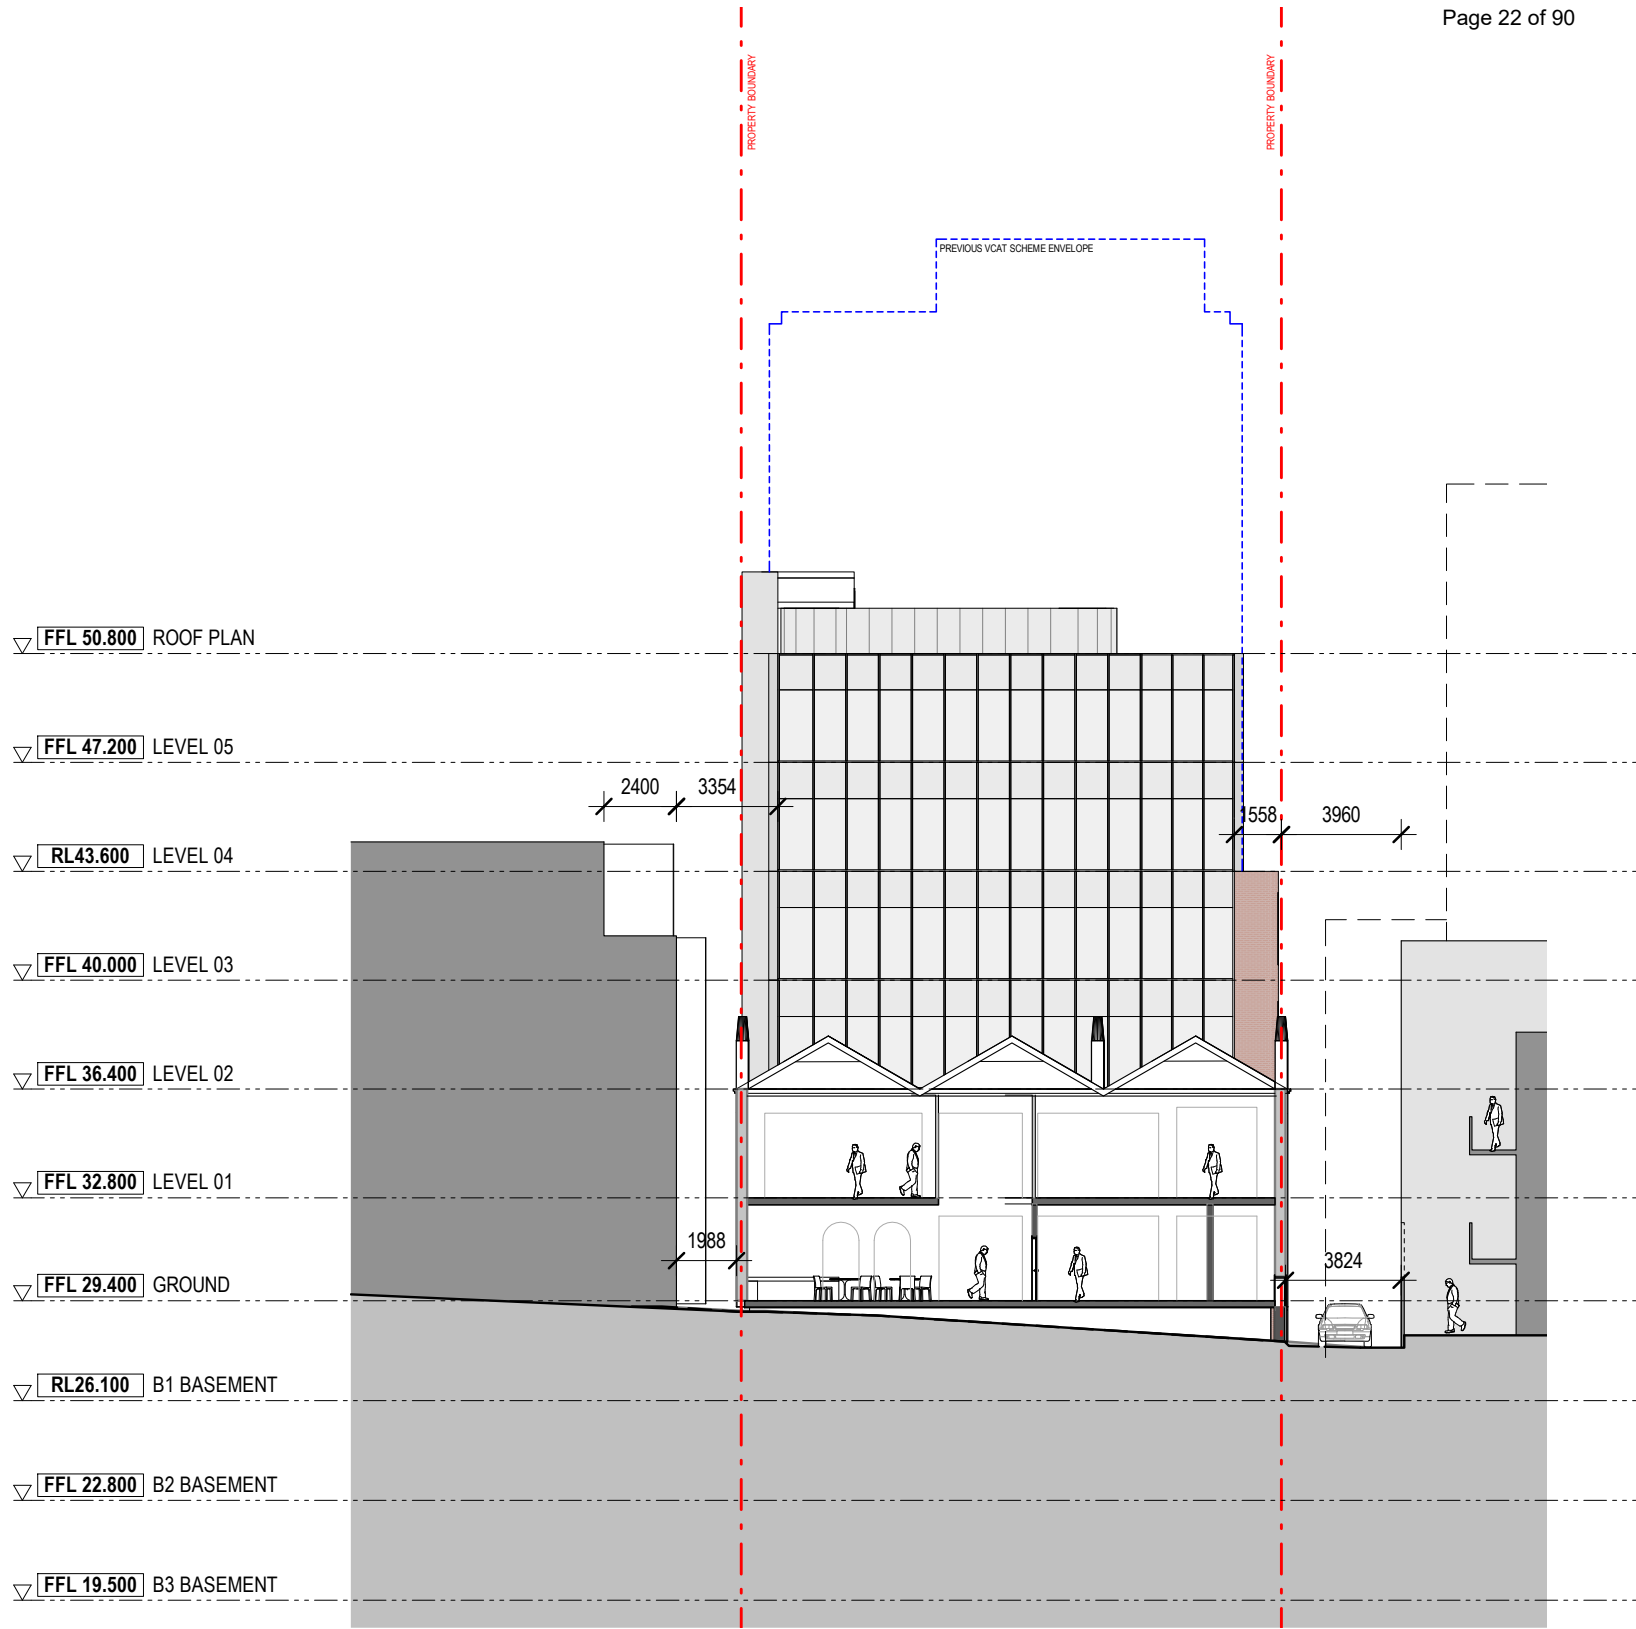 Page 22 of 90
PROPERTY BOUNDARY
PROPERTY BOUNDARY
PREVIOUS VCAT SCHEME ENVELOPE
FFL 50.800 ROOF PLAN
FFL 47.200 LEVEL 05
2400 3354
1558 3960
RL43.600 LEVEL 04
FFL 40.000 LEVEL 03
FFL 36.400 LEVEL 02
FFL 32.800 LEVEL 01
1988
3824
FFL 29.400 GROUND
RL26.100 B1 BASEMENT
FFL 22.800 B2 BASEMENT
FFL 19.500 B3 BASEMENT